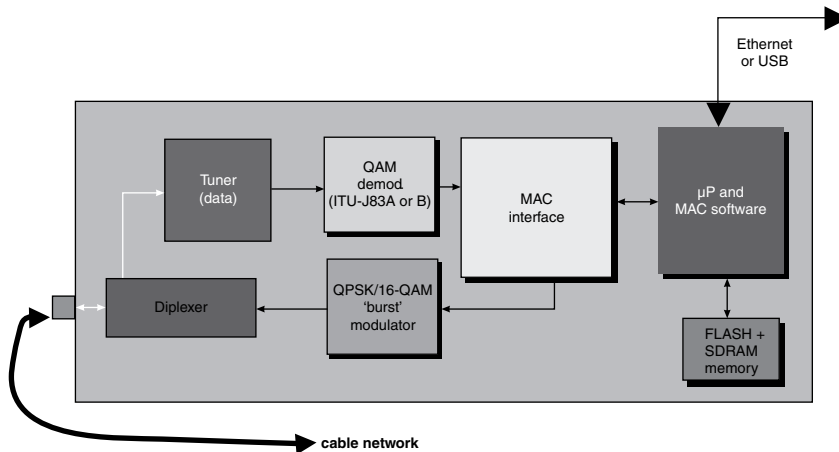 Ethernet
or USB
Tuner
(data)
QAM
demod.
(ITU-J83A or B)
MAC
interface
µP and
MAC software
Diplexer
QPSK/16-QAM
'burst'
modulator
FLASH +
SDRAM
memory
cable network